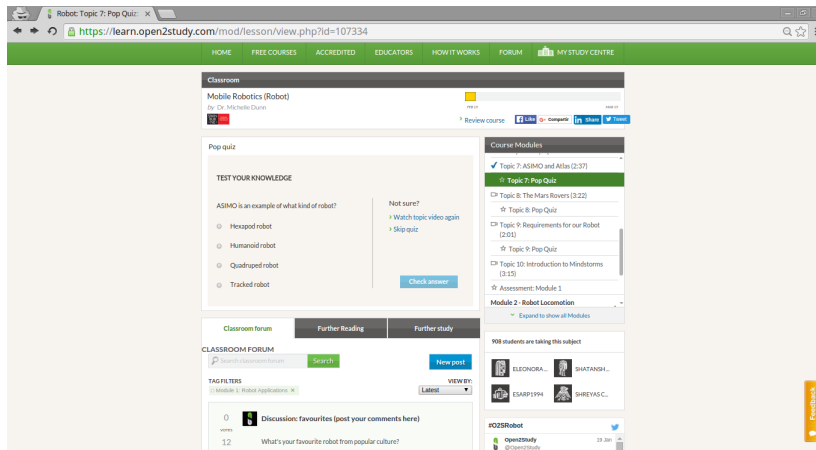 Robot: Topic 7: Pop Quiz
https://learn.open2study.com/mod/lesson/view.php?id=107334
HOME FREE COURSES ACCREDITED EDUCATORS HOW IT WORKS FORUM MY STUDY CENTRE
Classroom
Mobile Robotics (Robot)
by Dr. Michelle Dunn
Review course
Like
Compartir
Share
Tweet
Pop quiz
TEST YOUR KNOWLEDGE
ASIMO is an example of what kind of robot?
Hexapod robot
Humanoid robot
Quadruped robot
Tracked robot
Not sure?
Watch topic video again
Skip quiz
Check answer
Course Modules
Topic 7: ASIMO and Atlas (2:37)
Topic 7: Pop Quiz
Topic 8: The Mars Rovers (3:22)
Topic 8: Pop Quiz
Topic 9: Requirements for our Robot
(2:01)
Topic 9: Pop Quiz
Topic 10: Introduction to Mindstorms
(3:15)
Assessment: Module 1
Module 2 - Robot Locomotion
Expand to show all Modules
Classroom forum Further Reading Further study
CLASSROOM FORUM
Search classroom forum Search New post
TAG FILTERS VIEW BY:
Module 1: Robot Applications × Latest
0
votes
12
Discussion: favourites (post your comments here)
What's your favourite robot from popular culture?
908 students are taking this subject
ELEONORA... SHATANSH...
ESARP1994 SHREYAS C...
#O2SRobot
Open2Study 19 Jan
@Open2Study
Feedback